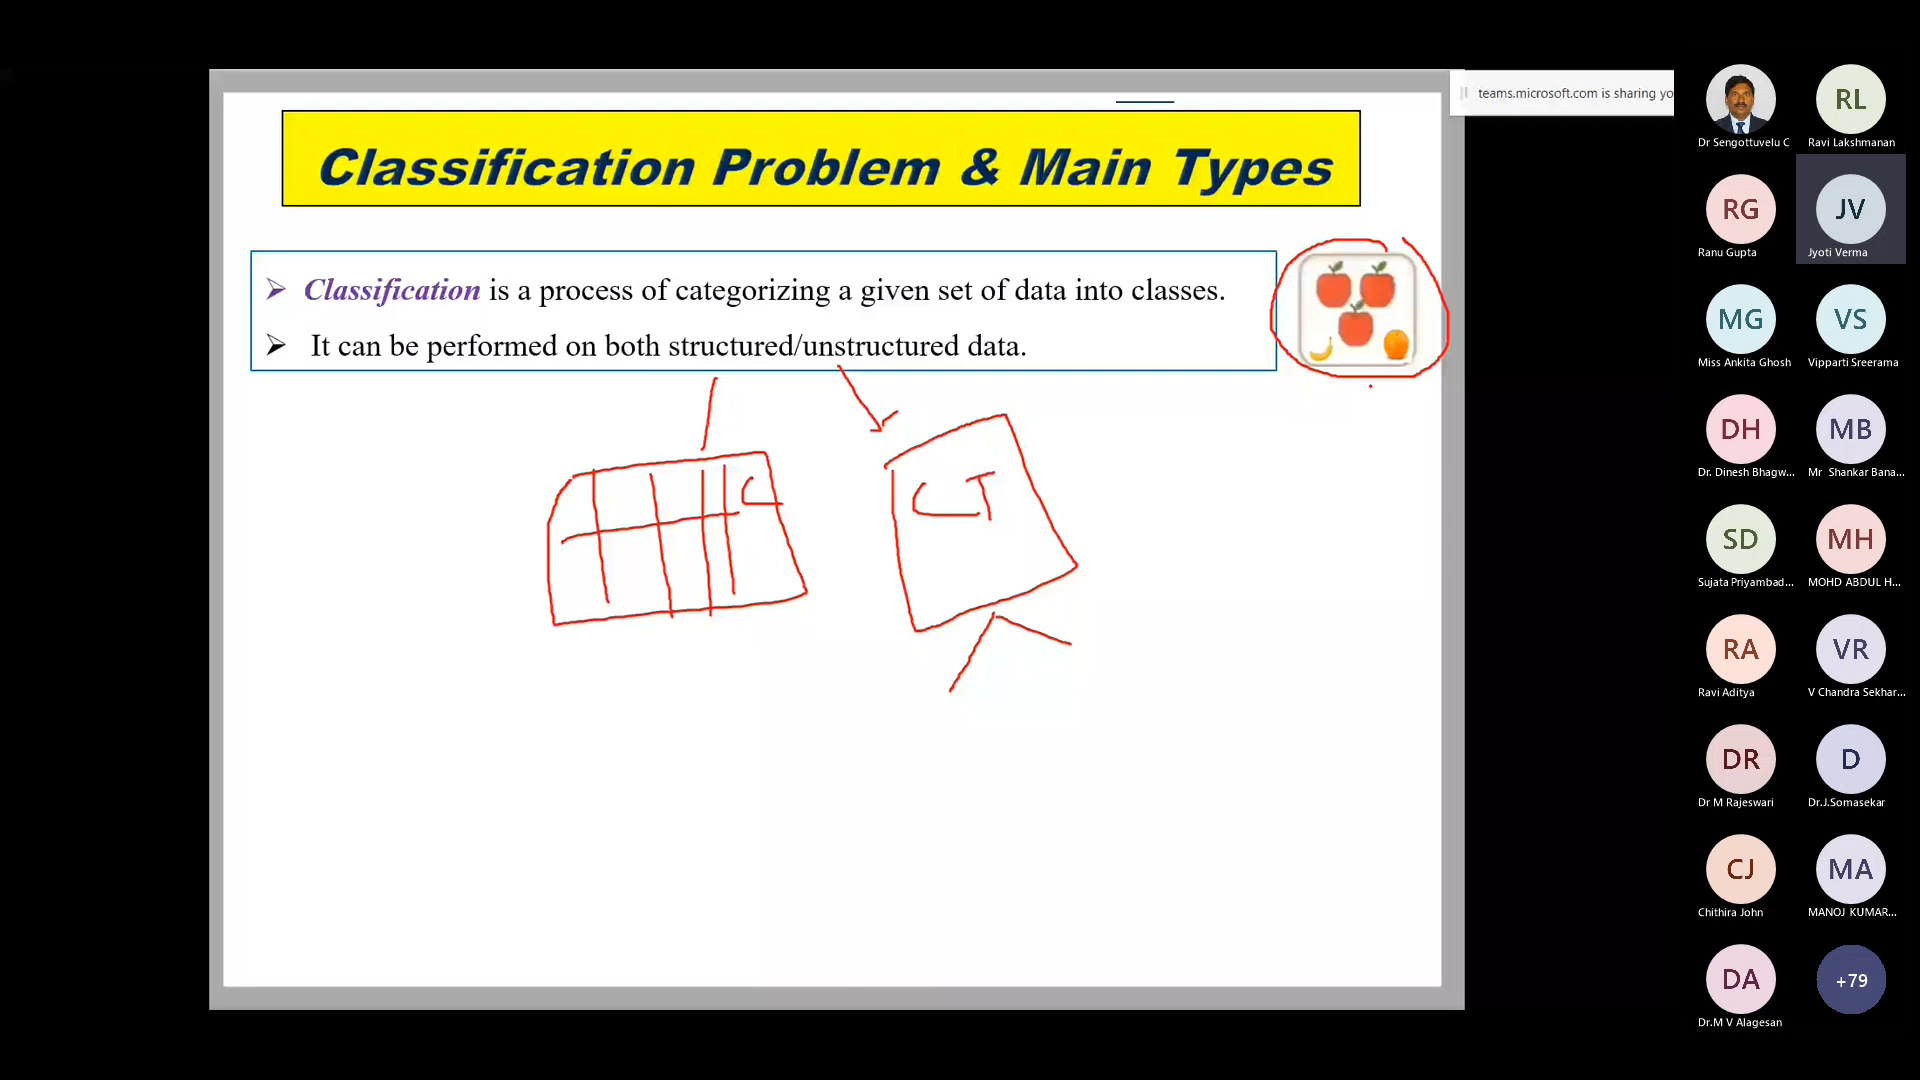 Classification Problem & Main Types
teams.microsoft.com is sharing yo
➢ Classification is a process of categorizing a given set of data into classes.
➢ It can be performed on both structured/unstructured data.
C
CT
Dr Sengottuvelu C
RL
Ravi Lakshmanan
RG
Ranu Gupta
JV
Jyoti Verma
MG
Miss Ankita Ghosh
VS
Vipparti Sreerama
DH
Dr. Dinesh Bhagw...
MB
Mr Shankar Bana...
SD
Sujata Priyambad...
MH
MOHD ABDUL H...
RA
Ravi Aditya
VR
V Chandra Sekhar...
DR
Dr M Rajeswari
D
Dr.J.Somasekar
CJ
Chithira John
MA
MANOJ KUMAR...
DA
Dr.M V Alagesan
+79